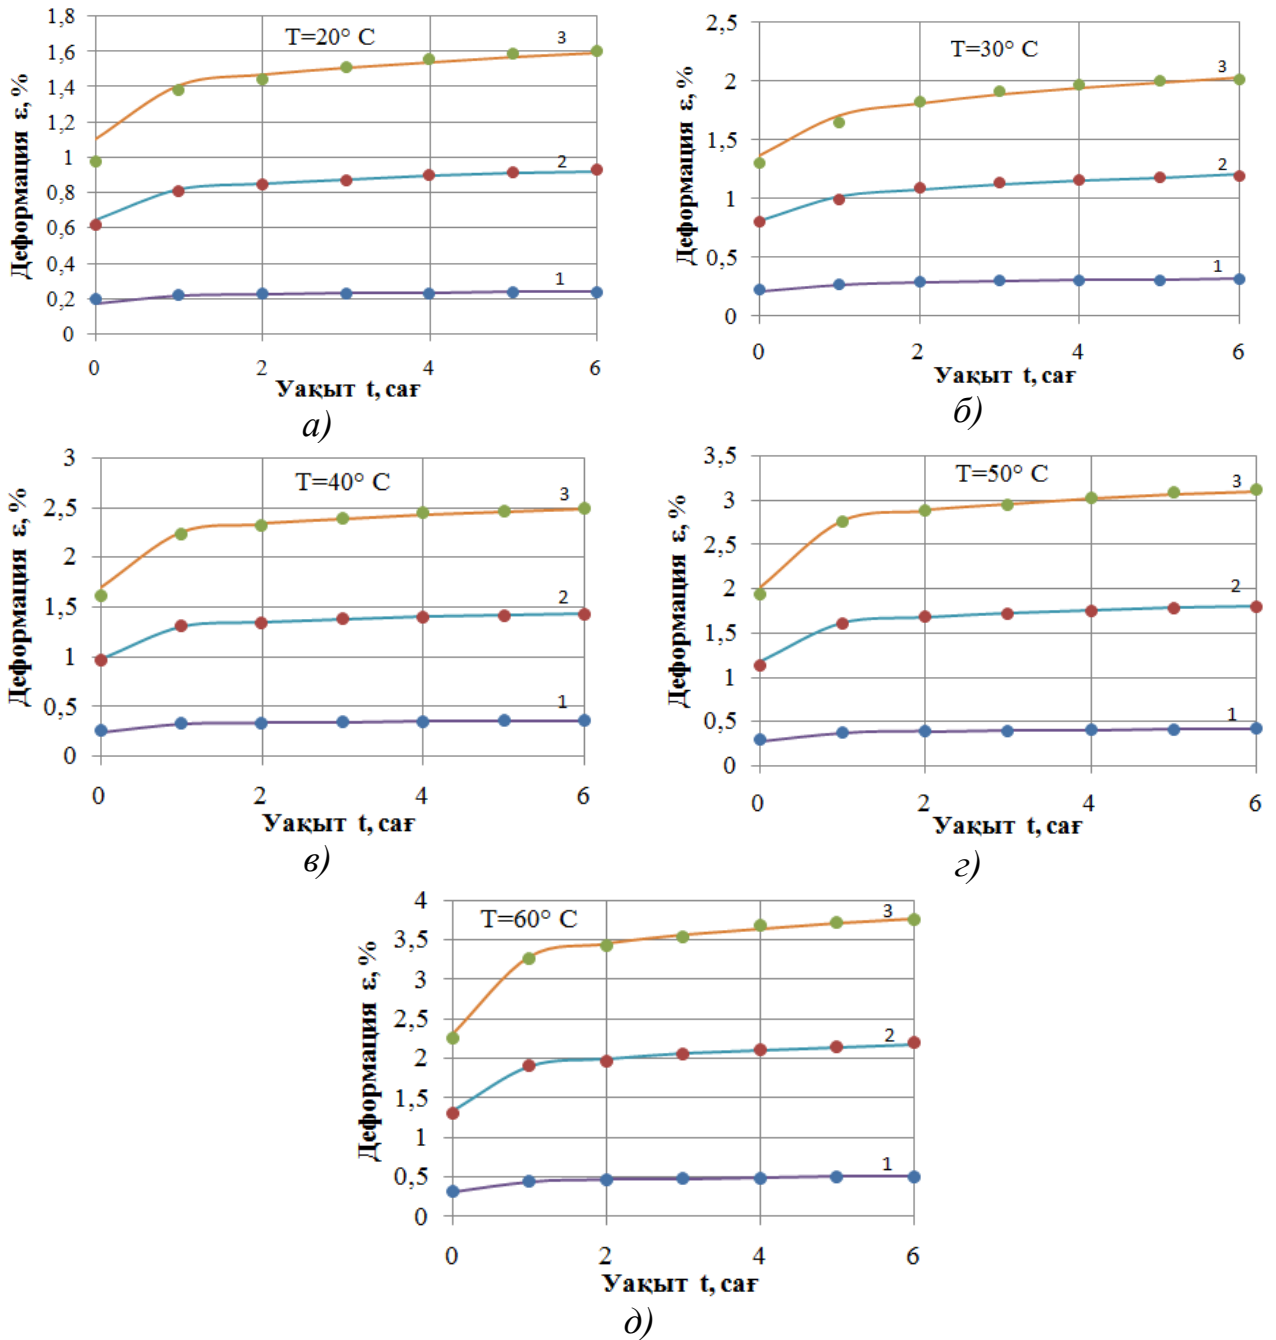 Деформация ε, %
1,8
1,6
1,4
1,2
1
0,8
0,6
0,4
0,2
0
T=20° C
3
2
1
0 2 4 6
Уақыт t, сағ
а)
Деформация ε, %
2,5
2
1,5
1
0,5
0
T=30° C
3
2
1
0 2 4 6
Уақыт t, сағ
б)
Деформация ε, %
3
2,5
2
1,5
1
0,5
0
T=40° C
3
2
1
0 2 4 6
Уақыт t, сағ
в)
Деформация ε, %
3,5
3
2,5
2
1,5
1
0,5
0
T=50° C
3
2
1
0 2 4 6
Уақыт t, сағ
г)
Деформация ε, %
4
3,5
3
2,5
2
1,5
1
0,5
0
T=60° C
3
2
1
0 2 4 6
Уақыт t, сағ
д)